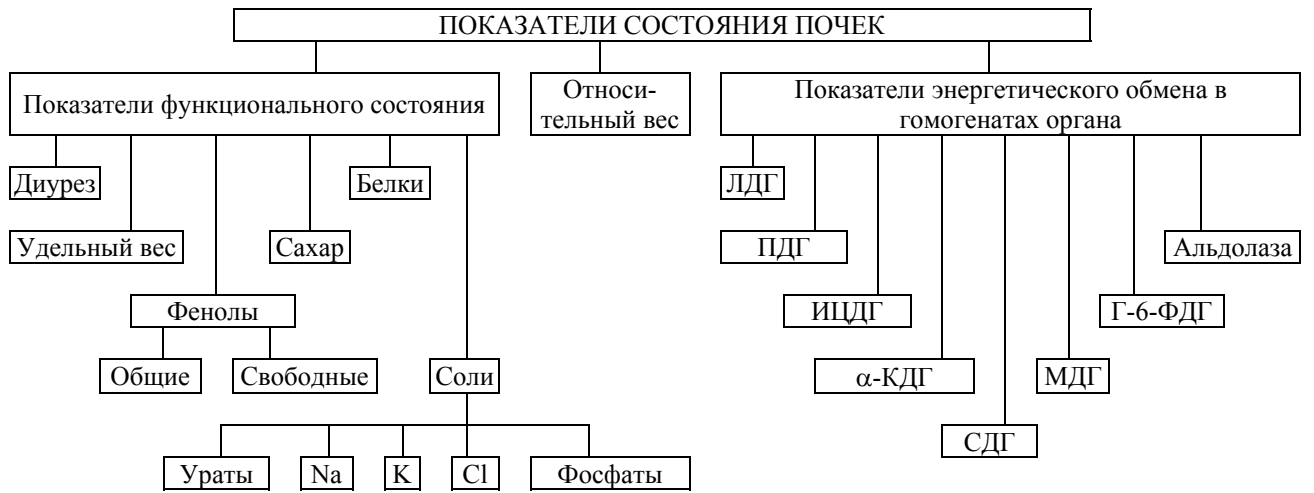 ПОКАЗАТЕЛИ СОСТОЯНИЯ ПОЧЕК
Показатели функционального состояния
Относи-
тельный вес
Показатели энергетического обмена в
гомогенатах органа
Диурез
Белки
ЛДГ
Удельный вес
Сахар
ПДГ
Альдолаза
Фенолы
ИЦДГ
Г-6-ФДГ
Общие
Свободные
Соли
α-КДГ
МДГ
СДГ
Ураты
Na
K
Cl
Фосфаты